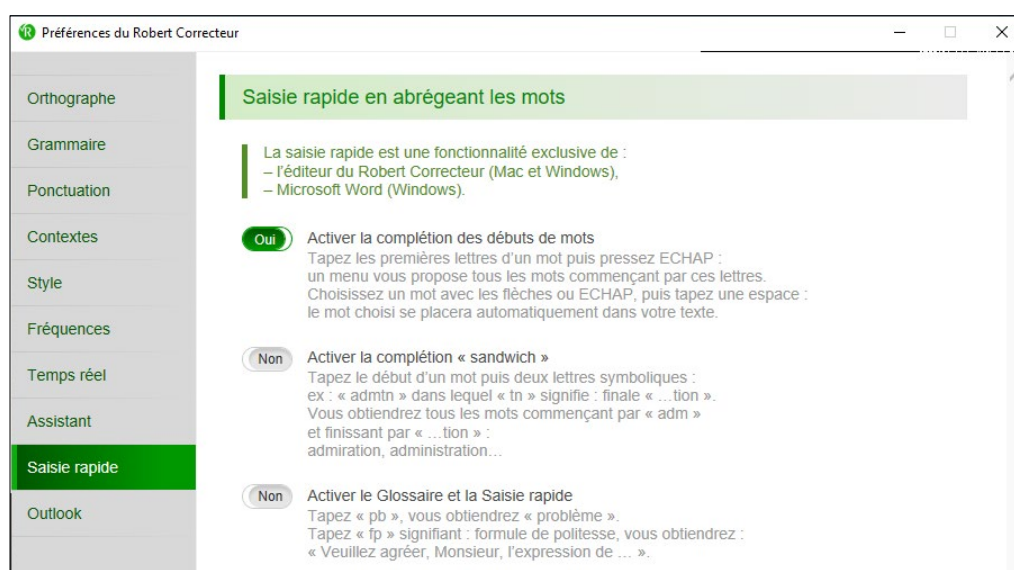 Préférences du Robert Correcteur
Orthographe
Grammaire
Ponctuation
Contextes
Style
Fréquences
Temps réel
Assistant
Saisie rapide
Outlook
Saisie rapide en abrégeant les mots
La saisie rapide est une fonctionnalité exclusive de :
– l'éditeur du Robert Correcteur (Mac et Windows),
– Microsoft Word (Windows).
Oui Activer la complétion des débuts de mots
Tapez les premières lettres d'un mot puis pressez ECHAP :
un menu vous propose tous les mots commençant par ces lettres.
Choisissez un mot avec les flèches ou ECHAP, puis tapez une espace :
le mot choisi se placera automatiquement dans votre texte.
Non Activer la complétion « sandwich »
Tapez le début d'un mot puis deux lettres symboliques :
ex : « admtn » dans lequel « tn » signifie : finale « …tion ».
Vous obtiendrez tous les mots commençant par « adm »
et finissant par « …tion » :
admiration, administration…
Non Activer le Glossaire et la Saisie rapide
Tapez « pb », vous obtiendrez « problème ».
Tapez « fp » signifiant : formule de politesse, vous obtiendrez :
« Veuillez agréer, Monsieur, l'expression de … ».